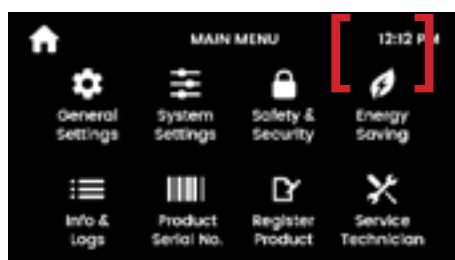 MAIN MENU 12:12 PM
General Settings
System Settings
Safety & Security
Energy Saving
Info & Logs
Product Serial No.
Register Product
Service Technician